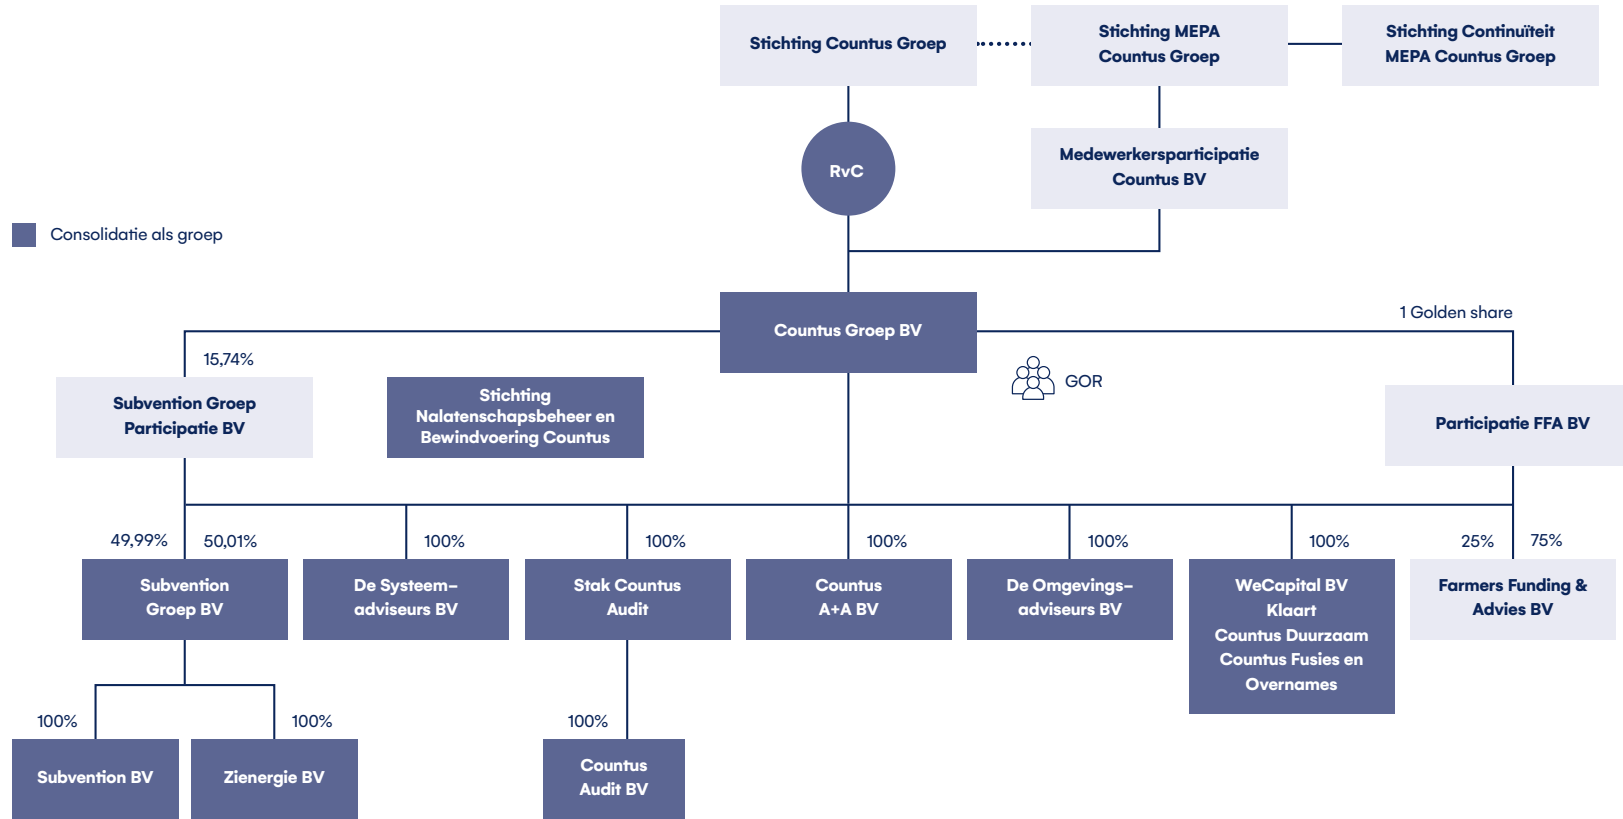 Stichting Countus Groep
Stichting MEPA
Countus Groep
Stichting Continuïteit
MEPA Countus Groep
RvC
Medewerkersparticipatie
Countus BV
Consolidatie als groep
Countus Groep BV
1 Golden share
15,74%
GOR
Subvention Groep
Participatie BV
Stichting
Nalatenschapsbeheer en
Bewindvoering Countus
Participatie FFA BV
49,99%
50,01%
100%
100%
100%
100%
100%
25%
75%
Subvention
Groep BV
De Systeem-
adviseurs BV
Stak Countus
Audit
Countus
A+A BV
De Omgevings-
adviseurs BV
WeCapital BV
Klaart
Countus Duurzaam
Countus Fusies en
Overnames
Farmers Funding &
Advies BV
100%
100%
100%
Subvention BV
Zienergie BV
Countus
Audit BV